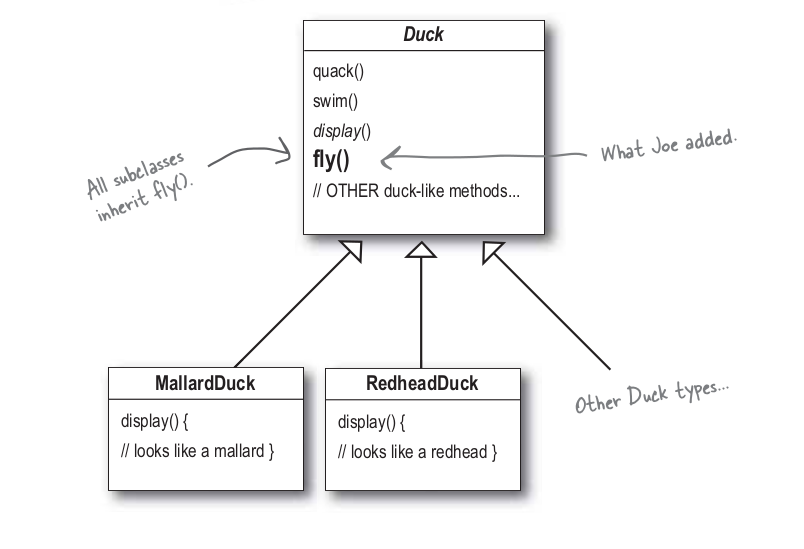 Duck
quack()
swim()
display()
fly()
// OTHER duck-like methods...
All subclasses
inherit fly().
What Joe added.
MallardDuck
display() {
// looks like a mallard }
RedheadDuck
display() {
// looks like a redhead }
Other Duck types...